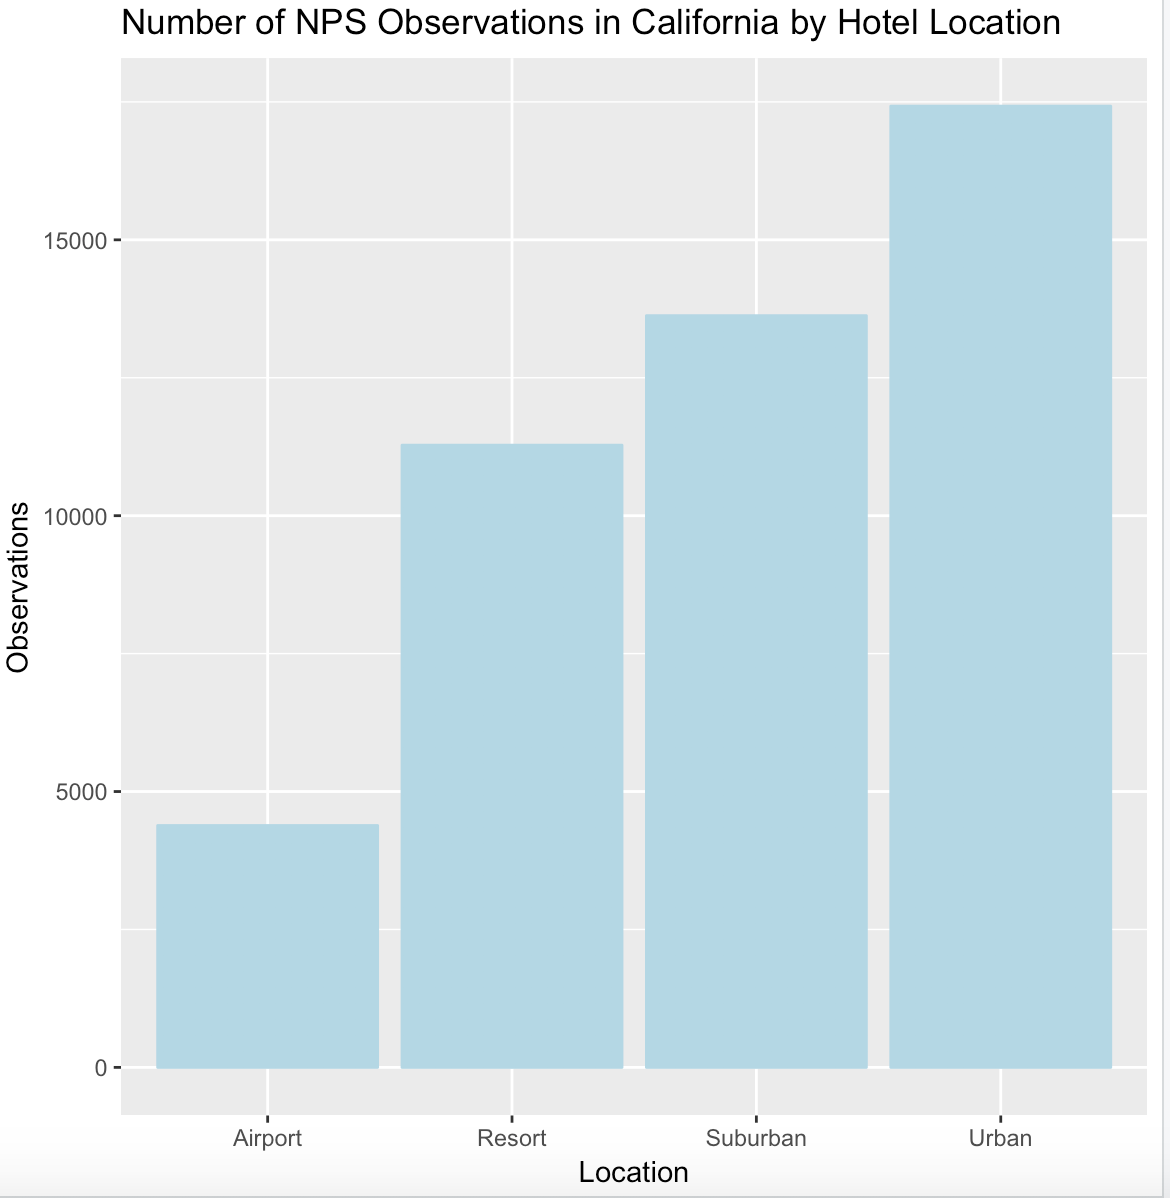 Number of NPS Observations in California by Hotel Location
Observations
15000
10000
5000
0
Airport Resort Suburban Urban
Location